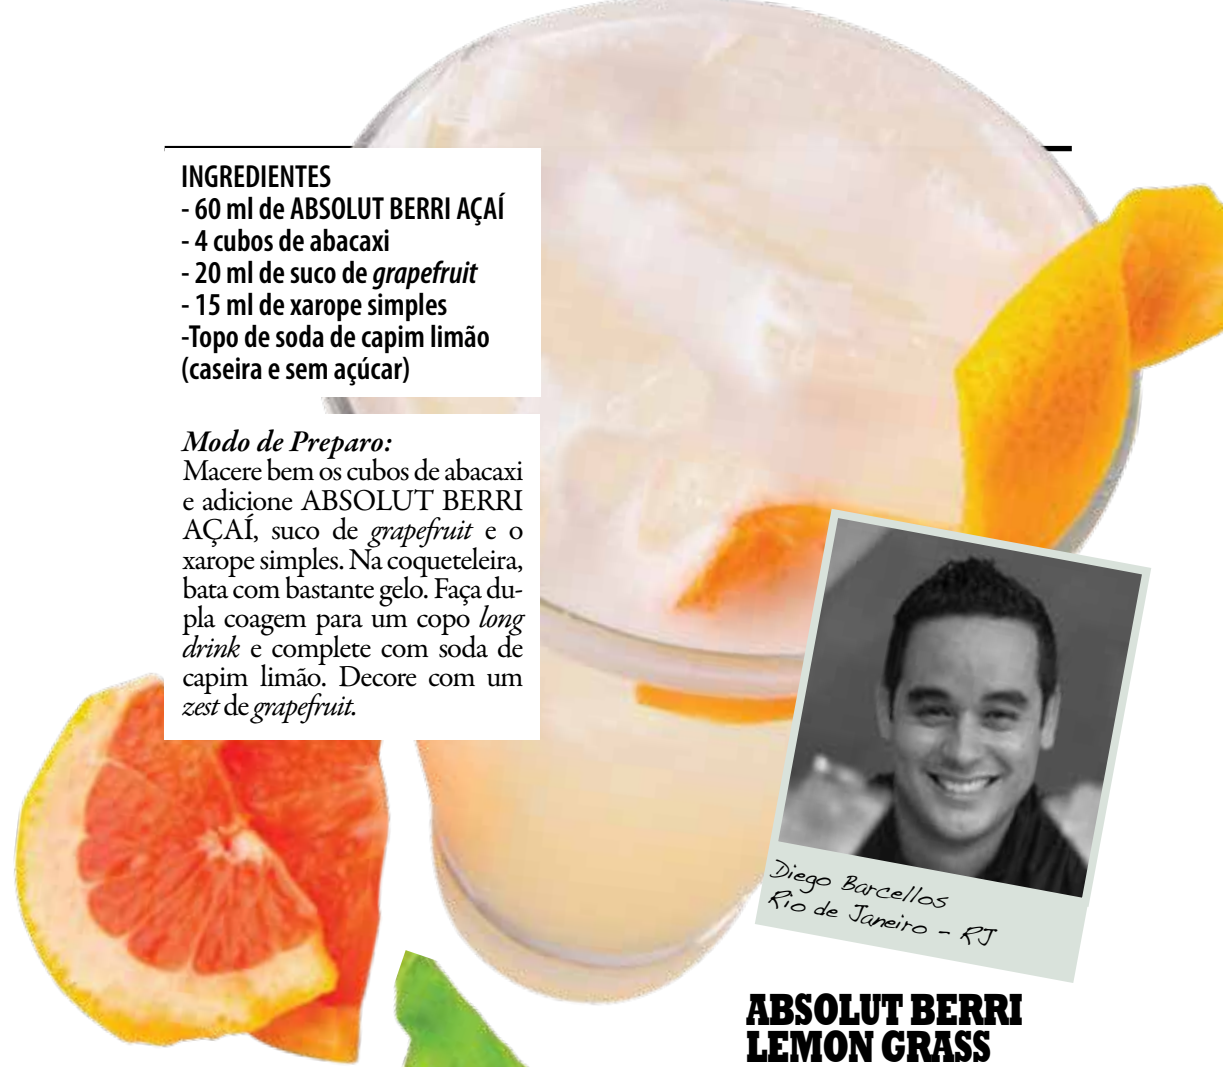 INGREDIENTES
- 60 ml de ABSOLUT BERRI AÇAÍ
- 4 cubos de abacaxi
- 20 ml de suco de grapefruit
- 15 ml de xarope simples
-Topo de soda de capim limão
(caseira e sem açúcar)
Modo de Preparo:
Macere bem os cubos de abacaxi
e adicione ABSOLUT BERRI
AÇAÍ, suco de grapefruit e o
xarope simples. Na coqueteleira,
bata com bastante gelo. Faça du-
pla coagem para um copo long
drink e complete com soda de
capim limão. Decore com um
zest de grapefruit.
Diego Barcellos
Rio de Janeiro - RJ
ABSOLUT BERRI
LEMON GRASS